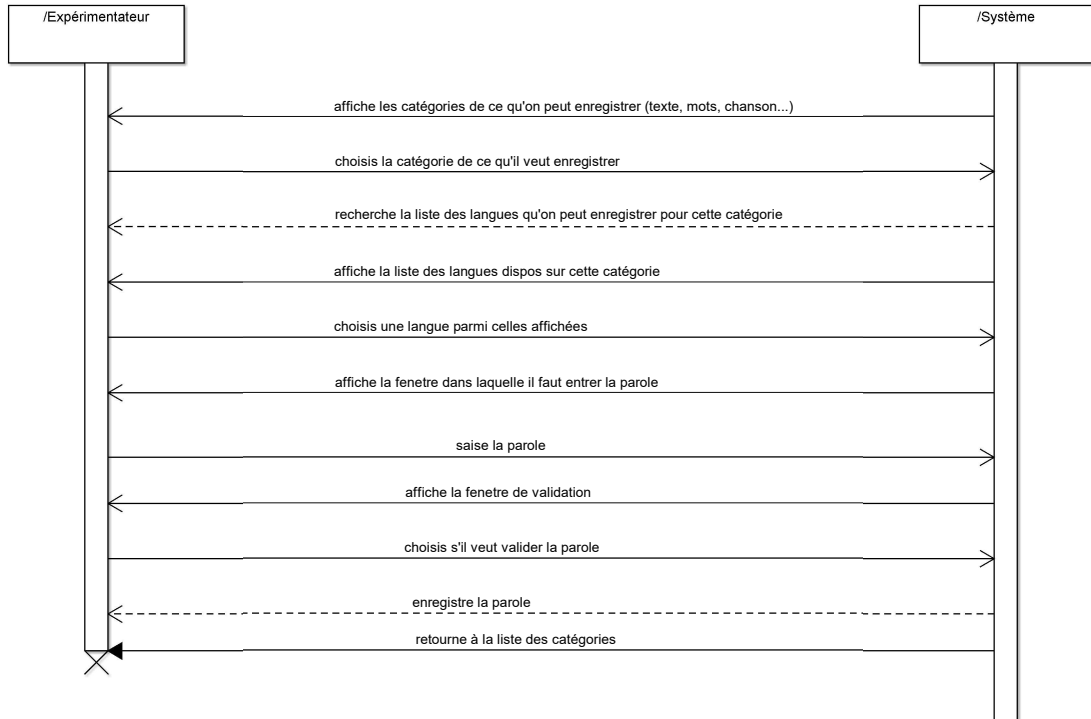 /Expérimentateur
/Système
affiche les catégories de ce qu'on peut enregistrer (texte, mots, chanson...)
choisis la catégorie de ce qu'il veut enregistrer
recherche la liste des langues qu'on peut enregistrer pour cette catégorie
affiche la liste des langues dispos sur cette catégorie
choisis une langue parmi celles affichées
affiche la fenetre dans laquelle il faut entrer la parole
saise la parole
affiche la fenetre de validation
choisis s'il veut valider la parole
enregistre la parole
retourne à la liste des catégories